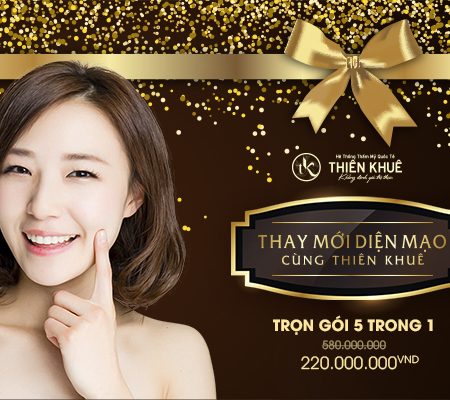 Hệ Thống Thẩm Mỹ Quốc Tế
THIÊN KHUÊ
THAY MỚI DIỆN MẠO
CÙNG THIÊN KHUÊ
TRỌN GÓI 5 TRONG 1
580.000.000
220.000.000VND